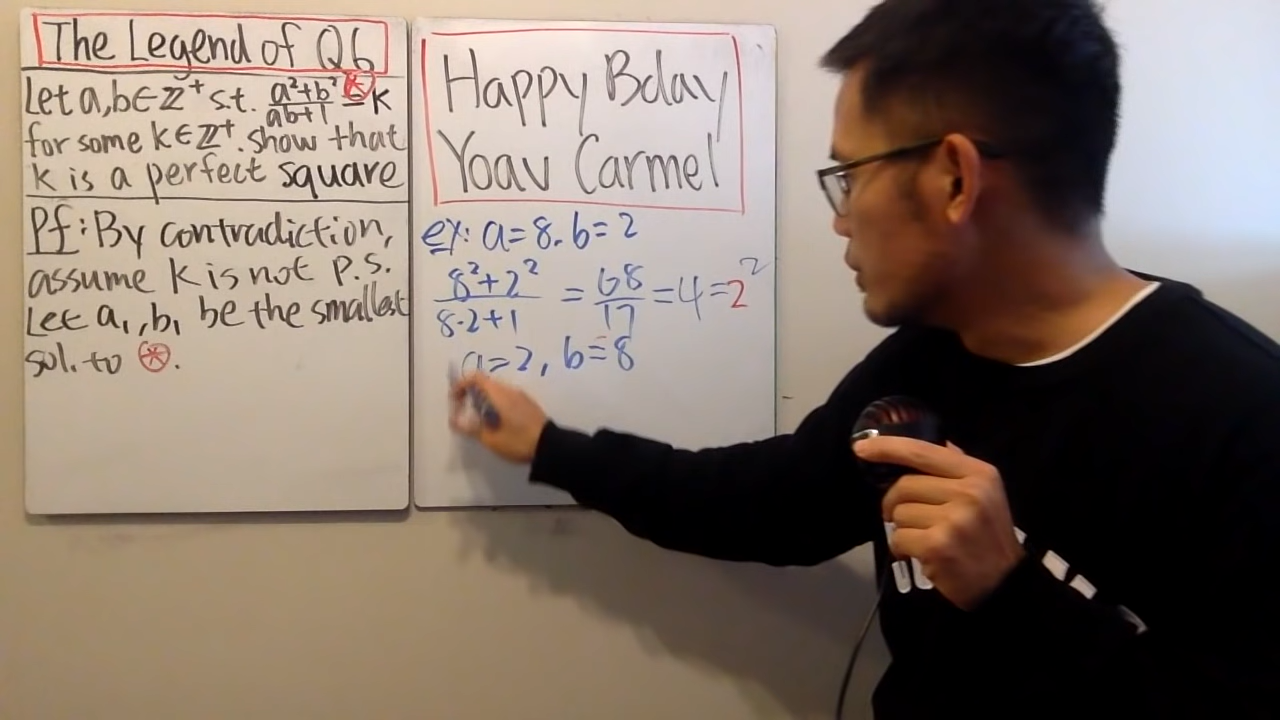 The Legend of Q6
Let a,b∈ℤ⁺ s.t. (a²+b²)/(ab+1) = k
⊛
for some k∈ℤ⁺. show that
k is a perfect square
Pf: By contradiction,
assume k is not p.s.
Let a₁, b₁ be the smallest
sol. to ⊛.
Happy Bday
Yoav Carmel
ex: a=8, b=2
(8²+2²)/(8·2+1) = 68/17 = 4 = 2²
a=2, b=8